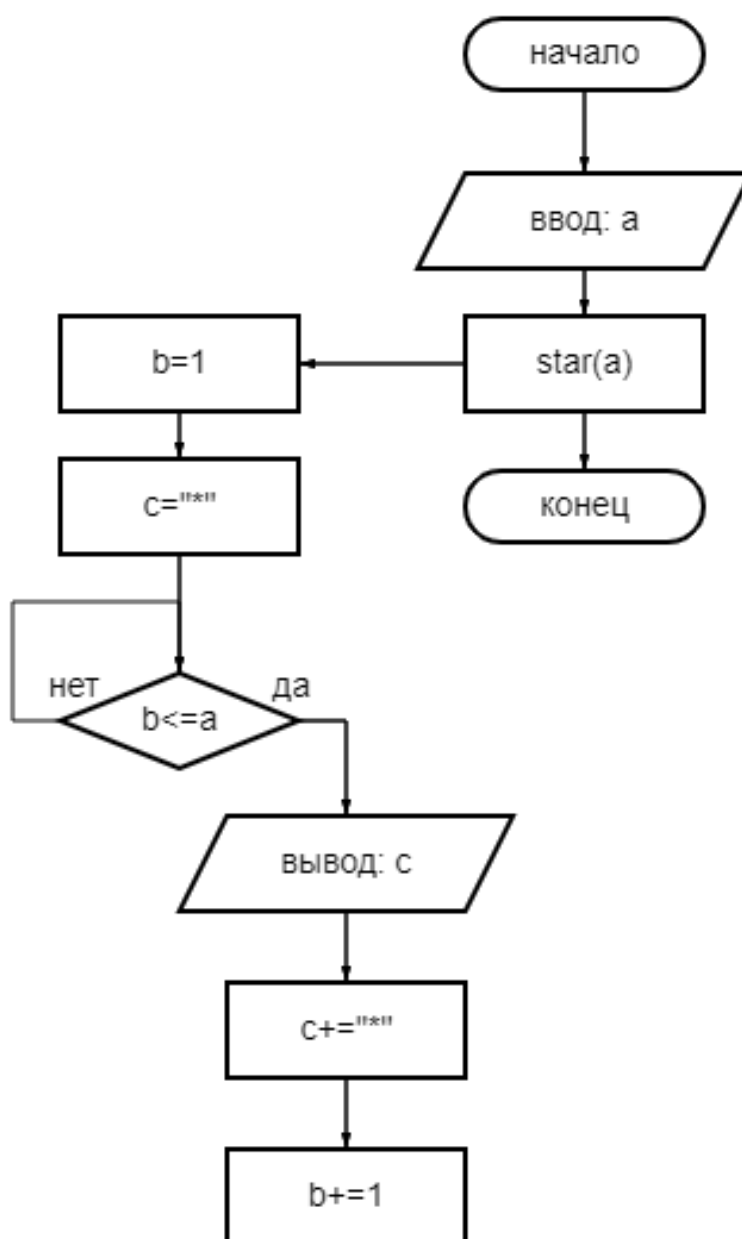 начало
ввод: a
star(a)
конец
b=1
c="*"
b<=a
нет
да
вывод: c
c+="*"
b+=1